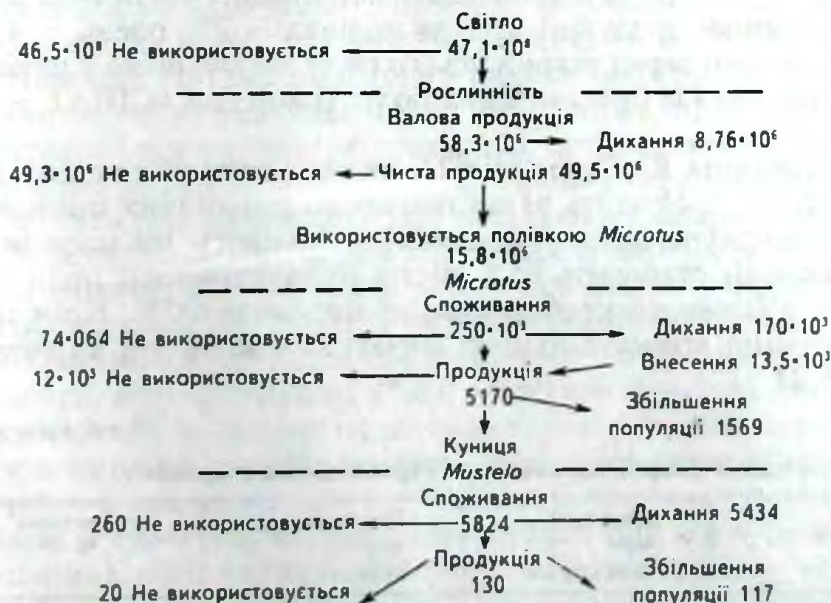 Світло
46,5·10⁸ Не використовується 47,1·10⁸
Рослинність
Валова продукція
58,3·10⁶ Дихання 8,76·10⁶
49,3·10⁶ Не використовується Чиста продукція 49,5·10⁶
Використовується полівкою Microtus
15,8·10⁶
Microtus
Споживання
74·064 Не використовується 250·10³ Дихання 170·10³
12·10³ Не використовується Продукція Внесення 13,5·10³
5170 Збільшення
популяції 1569
Куниця
Mustelo
Споживання
260 Не використовується 5824 Дихання 5434
Продукція
130 Збільшення
20 Не використовується популяції 117